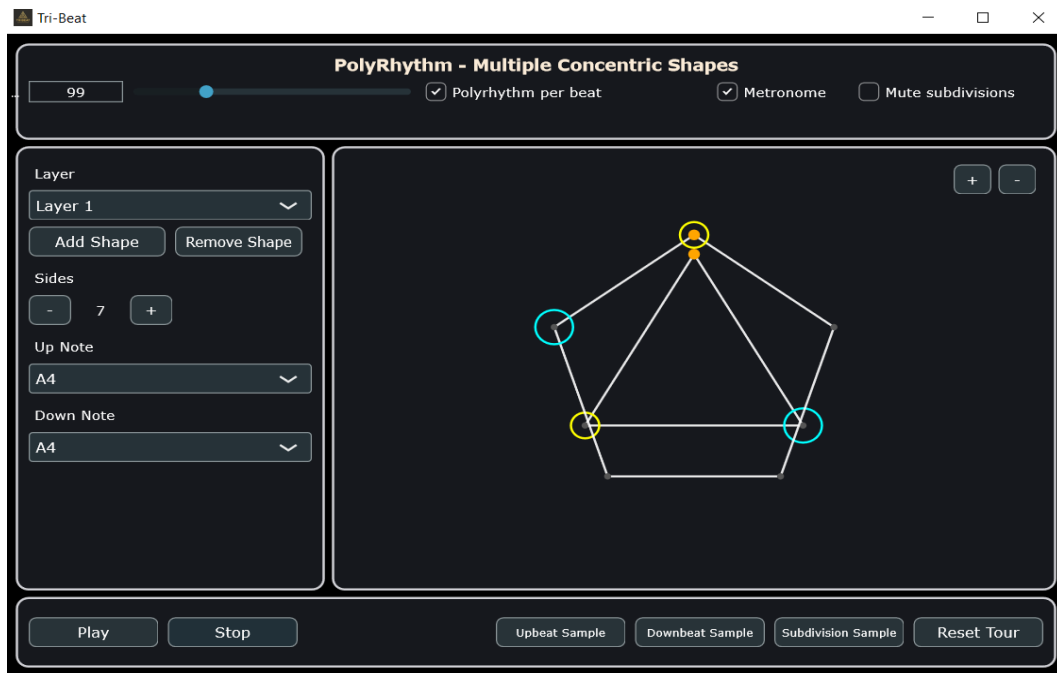 Tri-Beat
PolyRhythm - Multiple Concentric Shapes
... 99 Polyrhythm per beat Metronome Mute subdivisions
Layer
Layer 1
Add Shape Remove Shape
Sides
- 7 +
Up Note
A4
Down Note
A4
+ -
Play Stop Upbeat Sample Downbeat Sample Subdivision Sample Reset Tour